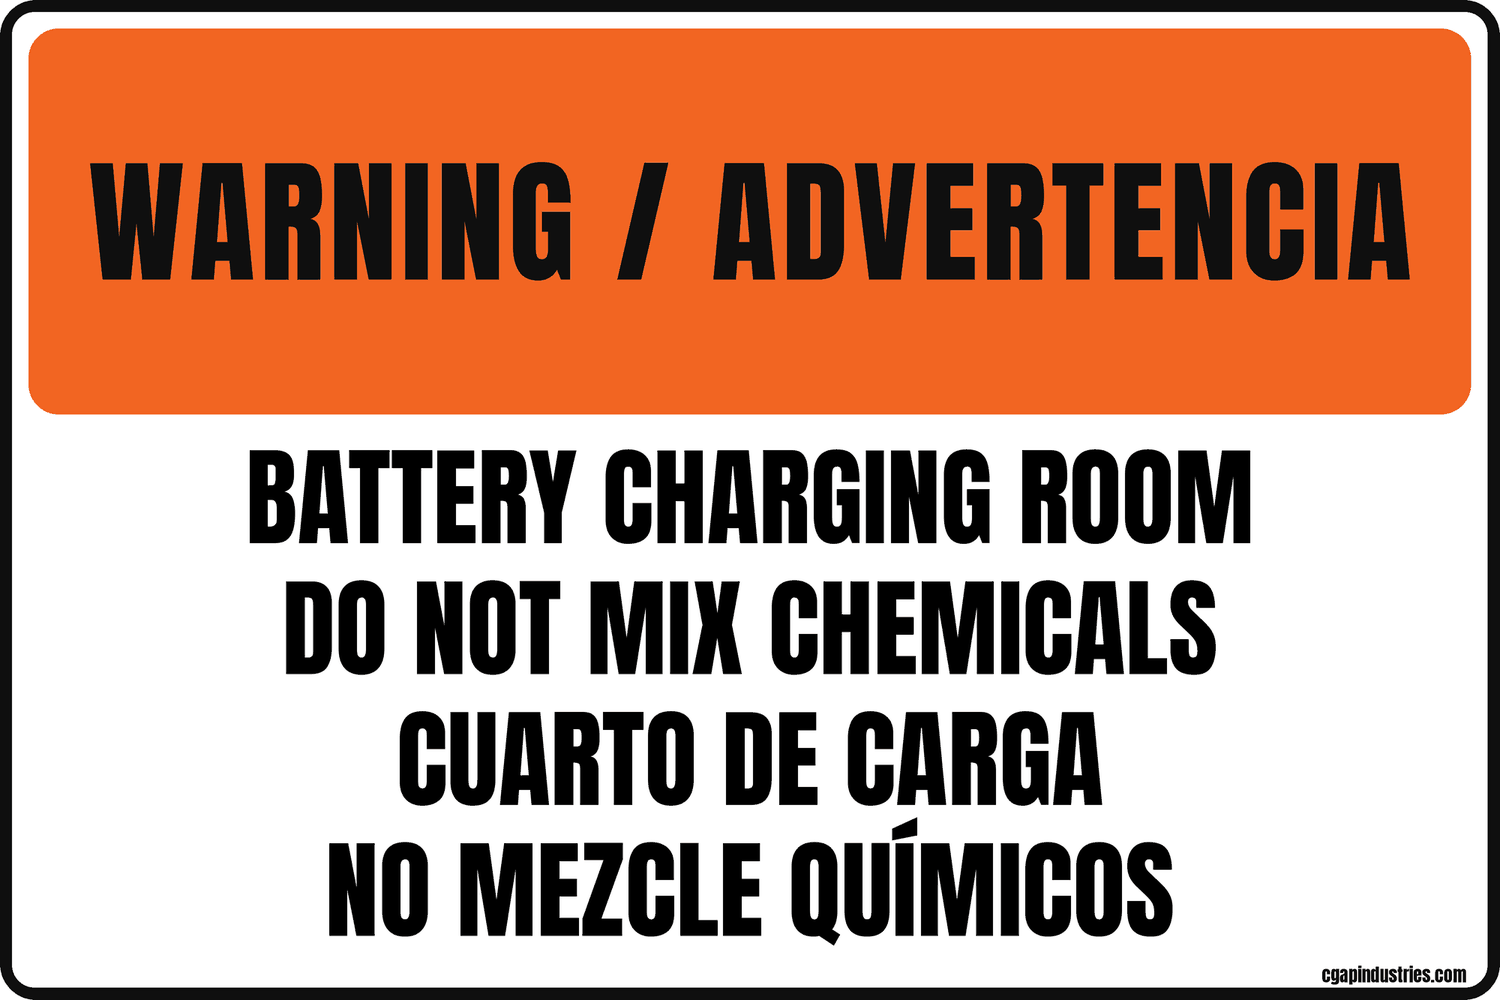 WARNING / ADVERTENCIA
BATTERY CHARGING ROOM
DO NOT MIX CHEMICALS
CUARTO DE CARGA
NO MEZCLE QUÍMICOS
cgapindustries.com